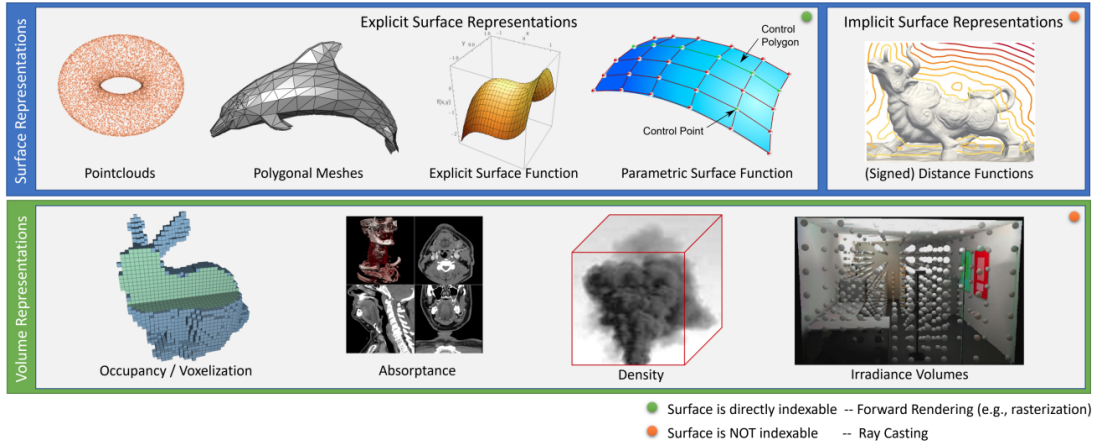 Surface Representations
Explicit Surface Representations
Pointclouds
Polygonal Meshes
f(x,y)
Explicit Surface Function
Control
Polygon
Control Point
Parametric Surface Function
Implicit Surface Representations
(Signed) Distance Functions
Volume Representations
Occupancy / Voxelization
Absorptance
Density
Irradiance Volumes
Surface is directly indexable -- Forward Rendering (e.g., rasterization)
Surface is NOT indexable -- Ray Casting